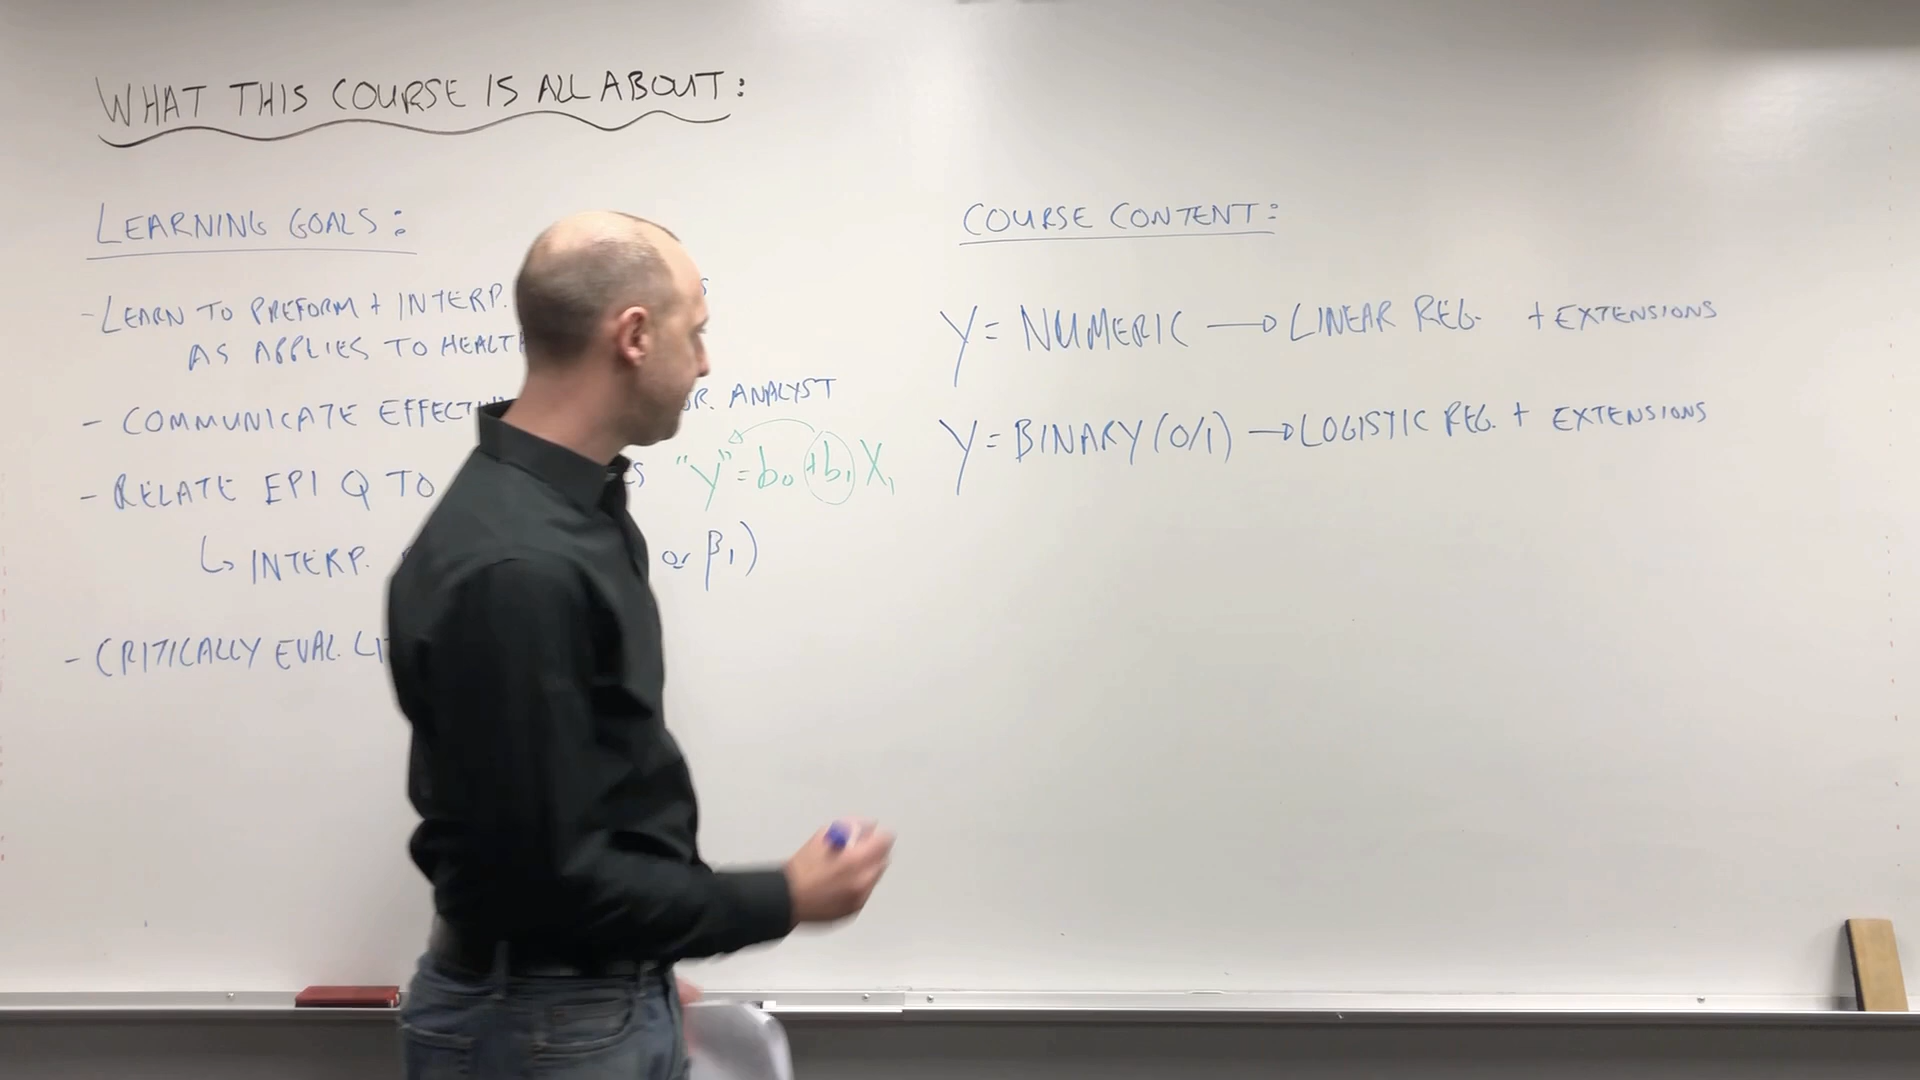 WHAT THIS COURSE IS ALL ABOUT:
LEARNING GOALS:
- LEARN TO PREFORM + INTERP.
AS APPLIES TO HEALTH
- COMMUNICATE ANALYST
- RELATE EPI Q TO "Y" = b0 + b1 X1
↳ INTERP. or β1)
- CRITICALLY EVAL.
COURSE CONTENT:
Y = NUMERIC → LINEAR REG. + EXTENSIONS
Y = BINARY (0/1) → LOGISTIC REG. + EXTENSIONS